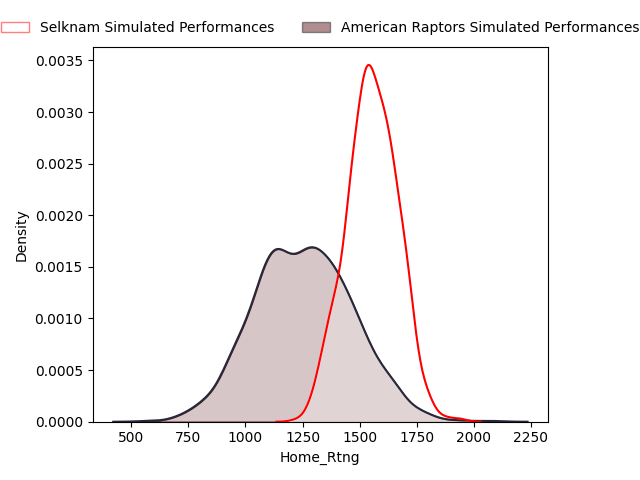 Selknam Simulated Performances
American Raptors Simulated Performances
0.0035
0.0030
0.0025
0.0020
0.0015
0.0010
0.0005
0.0000
Density
500 750 1000 1250 1500 1750 2000 2250
Home_Rtng